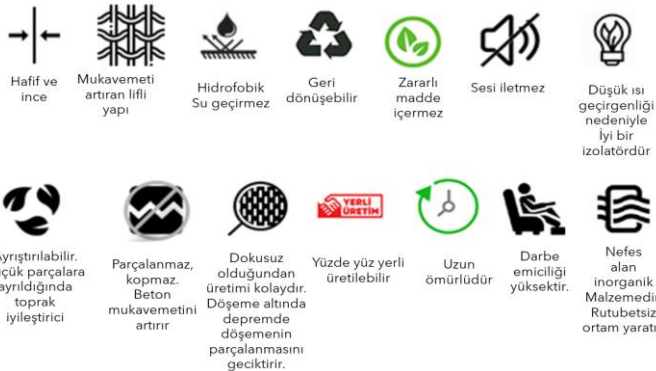 Hafif ve
ince
Mukavemeti
artıran lifli
yapı
Hidrofobik
Su geçirmez
Geri
dönüşebilir
Zararlı
madde
içermez
Sesi iletmez
Düşük ısı
geçirgenliği
nedeniyle
İyi bir
izolatördür
Ayrıştırılabilir.
üçük parçalara
ayrıldığında
toprak
iyileştirici
Parçalanmaz,
kopmaz.
Beton
mukavemetini
artırır
Dokusuz
olduğundan
üretimi kolaydır.
Döşeme altında
depremde
döşemenin
parçalanmasını
geciktirir.
YERLİ
ÜRETİM
Yüzde yüz yerli
üretilebilir
Uzun
ömürlüdür
Darbe
emiciliği
yüksektir.
Nefes
alan
inorganik
Malzemedir
Rutubetsiz
ortam yaratı